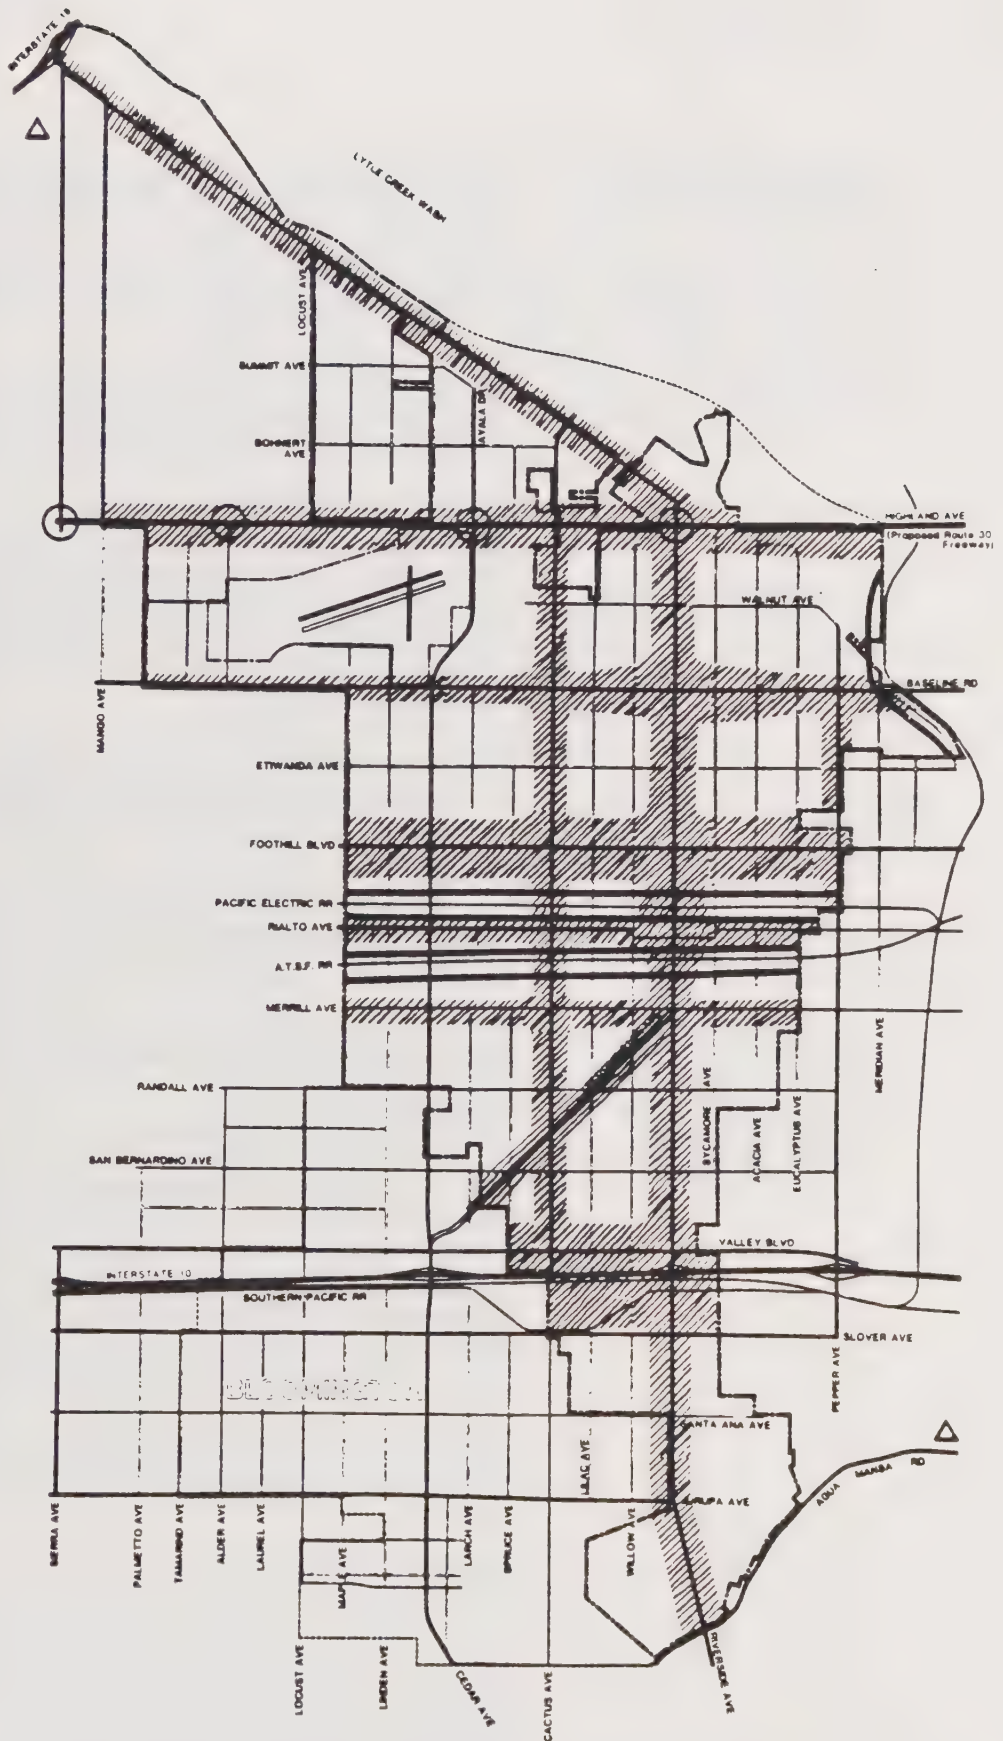 INTERSTATE 15
LYTLE CREEK WASH
LOCUST AVE
SUMMIT AVE
AYALA DR
BOHNERT
AVE
HIGHLAND AVE
(Proposed Route 30
Freeway)
WALNUT AVE
BASELINE RD
MANGO AVE
ETIWANDA AVE
FOOTHILL BLVD
PACIFIC ELECTRIC RR
RIALTO AVE
A.T.S.F. RR
MERRILL AVE
MERIDIAN AVE
RANDALL AVE
SYCAMORE AVE
ACACIA AVE
EUCALYPTUS AVE
SAN BERNARDINO AVE
VALLEY BLVD
INTERSTATE 10
SOUTHERN PACIFIC RR
SLOVER AVE
PEPPER AVE
SANTA ANA AVE
AGUA MANSA RD
LILAC AVE
JURUPA AVE
SIERRA AVE
PALMETTO AVE
TAMARIND AVE
ALDER AVE
LAUREL AVE
MAPLE AVE
LARCH AVE
SPRUCE AVE
WILLOW AVE
LOCUST AVE
LINDEN AVE
CEDAR AVE
CACTUS AVE
RIVERSIDE AVE